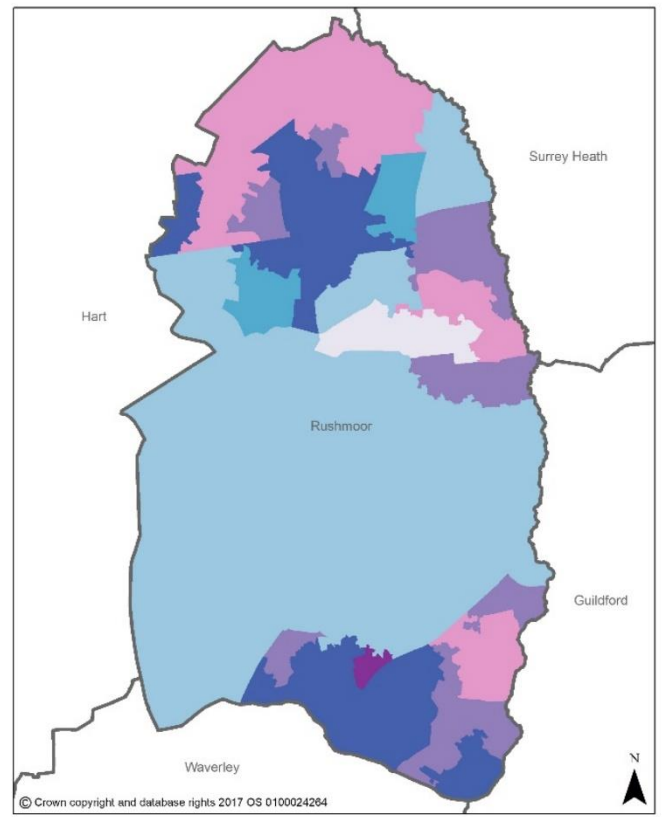 Surrey Heath
Hart
Rushmoor
Guildford
Waverley
N
© Crown copyright and database rights 2017 OS 0100024264